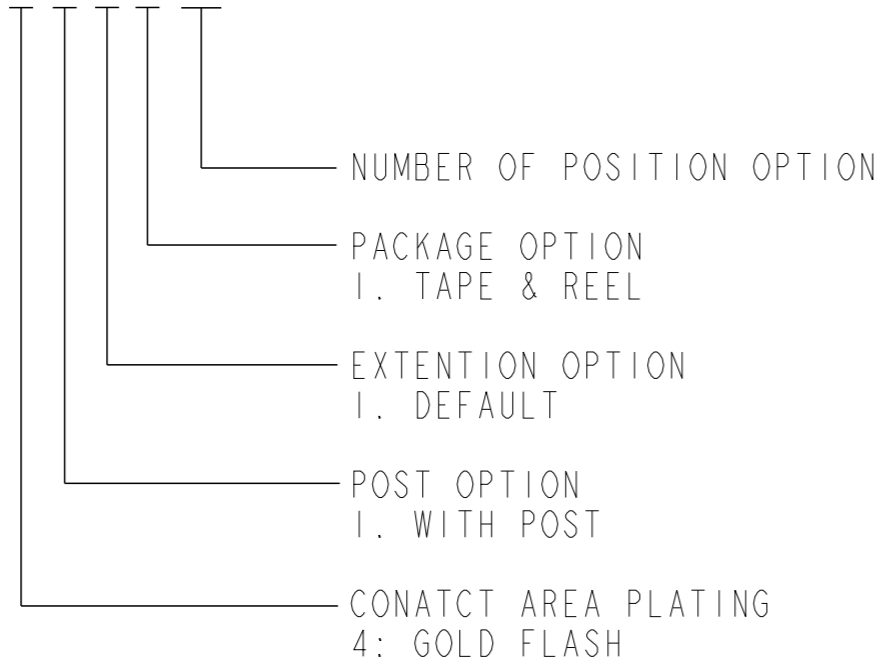 NUMBER OF POSITION OPTION
PACKAGE OPTION
1. TAPE & REEL
EXTENTION OPTION
1. DEFAULT
POST OPTION
1. WITH POST
CONATCT AREA PLATING
4: GOLD FLASH